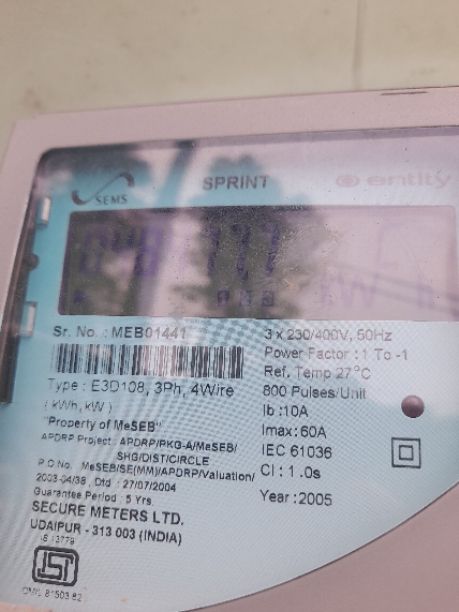 SEMS
SPRINT
entity
kW h
Sr. No. : MEB01441
3 x 230/400V, 50Hz
Power Factor : 1 To -1
Ref. Temp 27°C
Type : E3D108, 3Ph, 4Wire
800 Pulses/Unit
( kWh, kW )
Ib :10A
"Property of MeSEB"
Imax: 60A
APDRP Project : APDRP/PKG-A/MeSEB/
SHG/DIST/CIRCLE
IEC 61036
P O No. MeSEB/SE(MM)/APDRP/Valuation/
Cl : 1.0s
2003-04/38, Dtd : 27/07/2004
Guarantee Period : 5 Yrs
Year : 2005
SECURE METERS LTD.
UDAIPUR - 313 003 (INDIA)
IS 13779